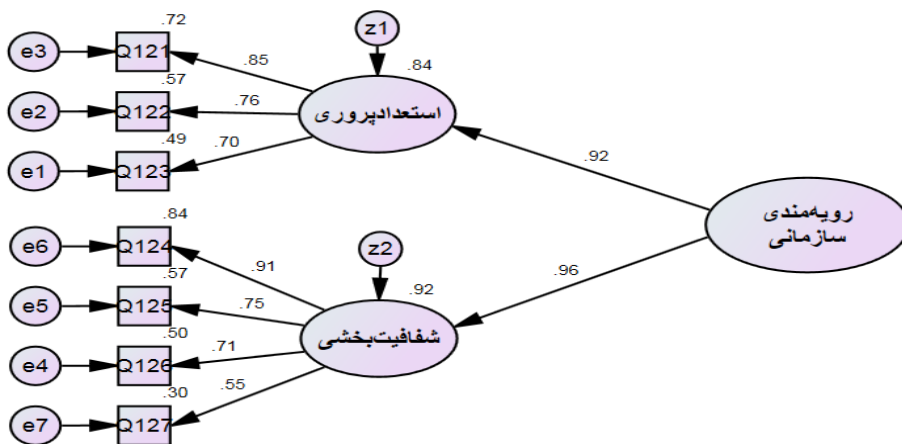 z1
.72
.84
e3
Q121
.85
.57
e2
Q122
.76
استعدادپروری
.49
.70
e1
Q123
.92
رویه‌مندی
سازمانی
.84
e6
Q124
z2
.96
.91
.57
.92
e5
Q125
.75
شفافیت‌بخشی
.50
.71
e4
Q126
.55
.30
e7
Q127